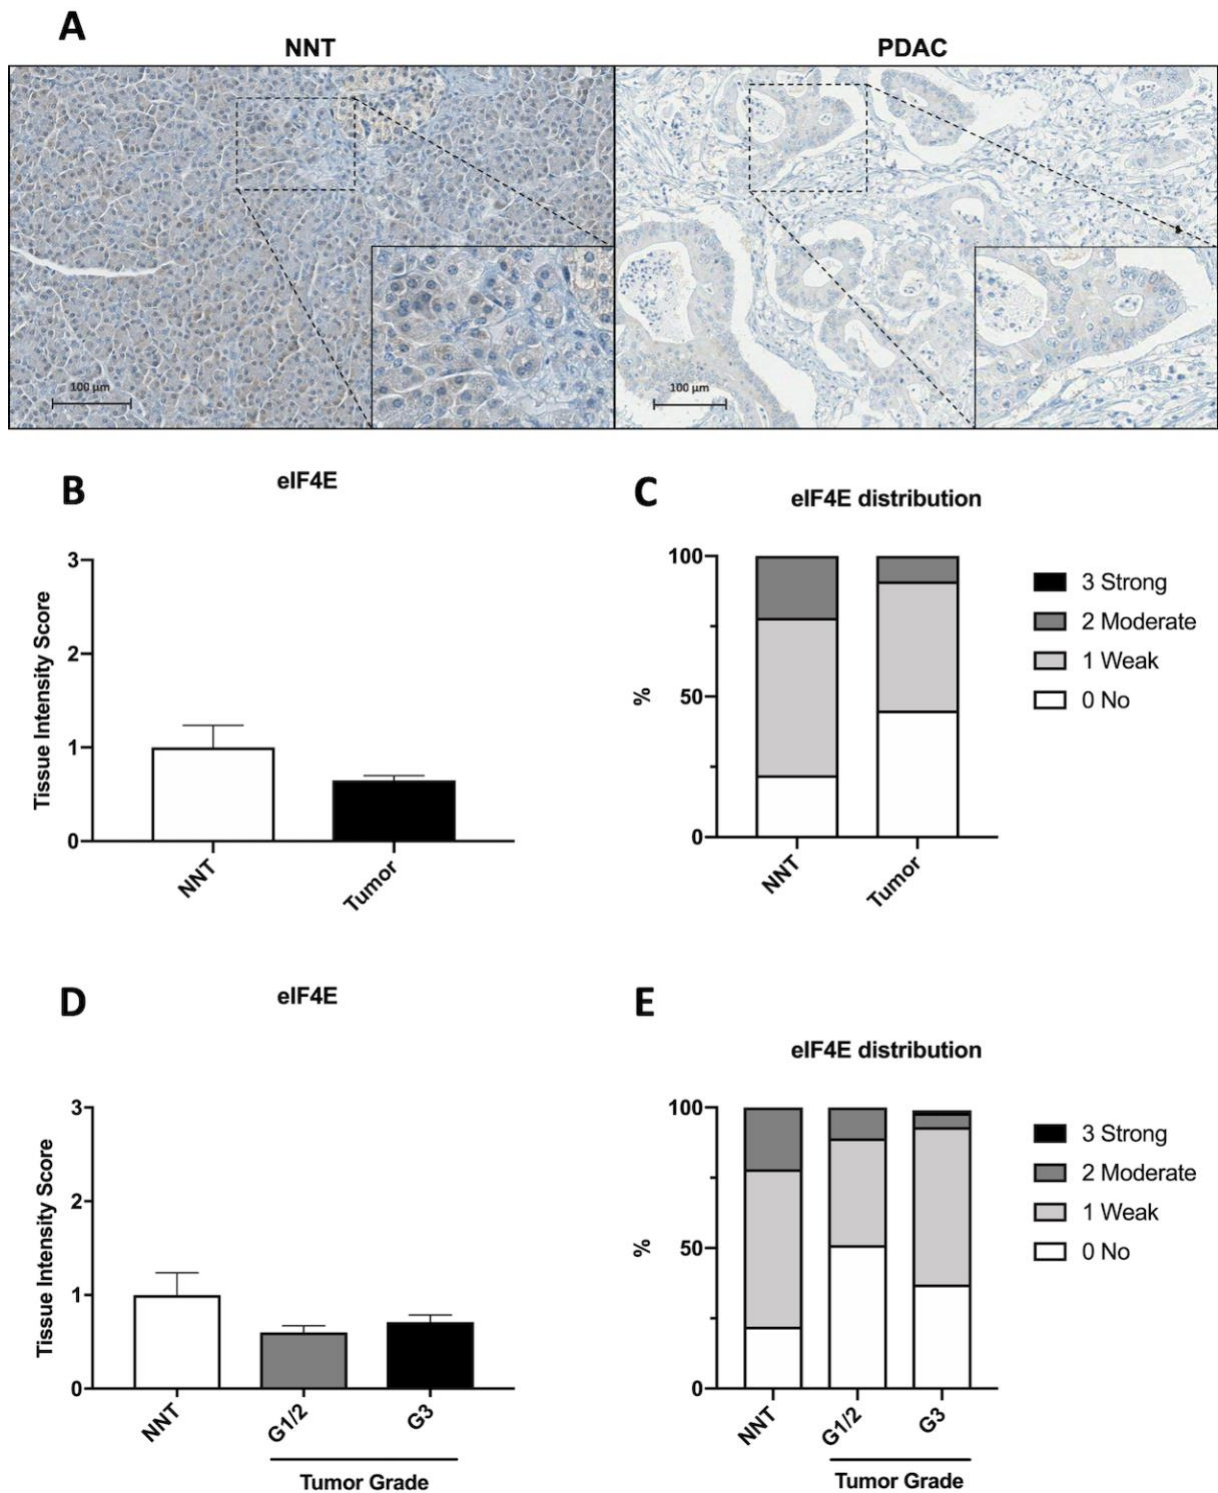 A
NNT
PDAC
100 µm
100 µm
B
eIF4E
3
2
1
0
Tissue Intensity Score
NNT
Tumor
C
eIF4E distribution
100
50
0
%
NNT
Tumor
3 Strong
2 Moderate
1 Weak
0 No
D
eIF4E
3
2
1
0
Tissue Intensity Score
NNT
G1/2
G3
Tumor Grade
E
eIF4E distribution
100
50
0
%
NNT
G1/2
G3
Tumor Grade
3 Strong
2 Moderate
1 Weak
0 No